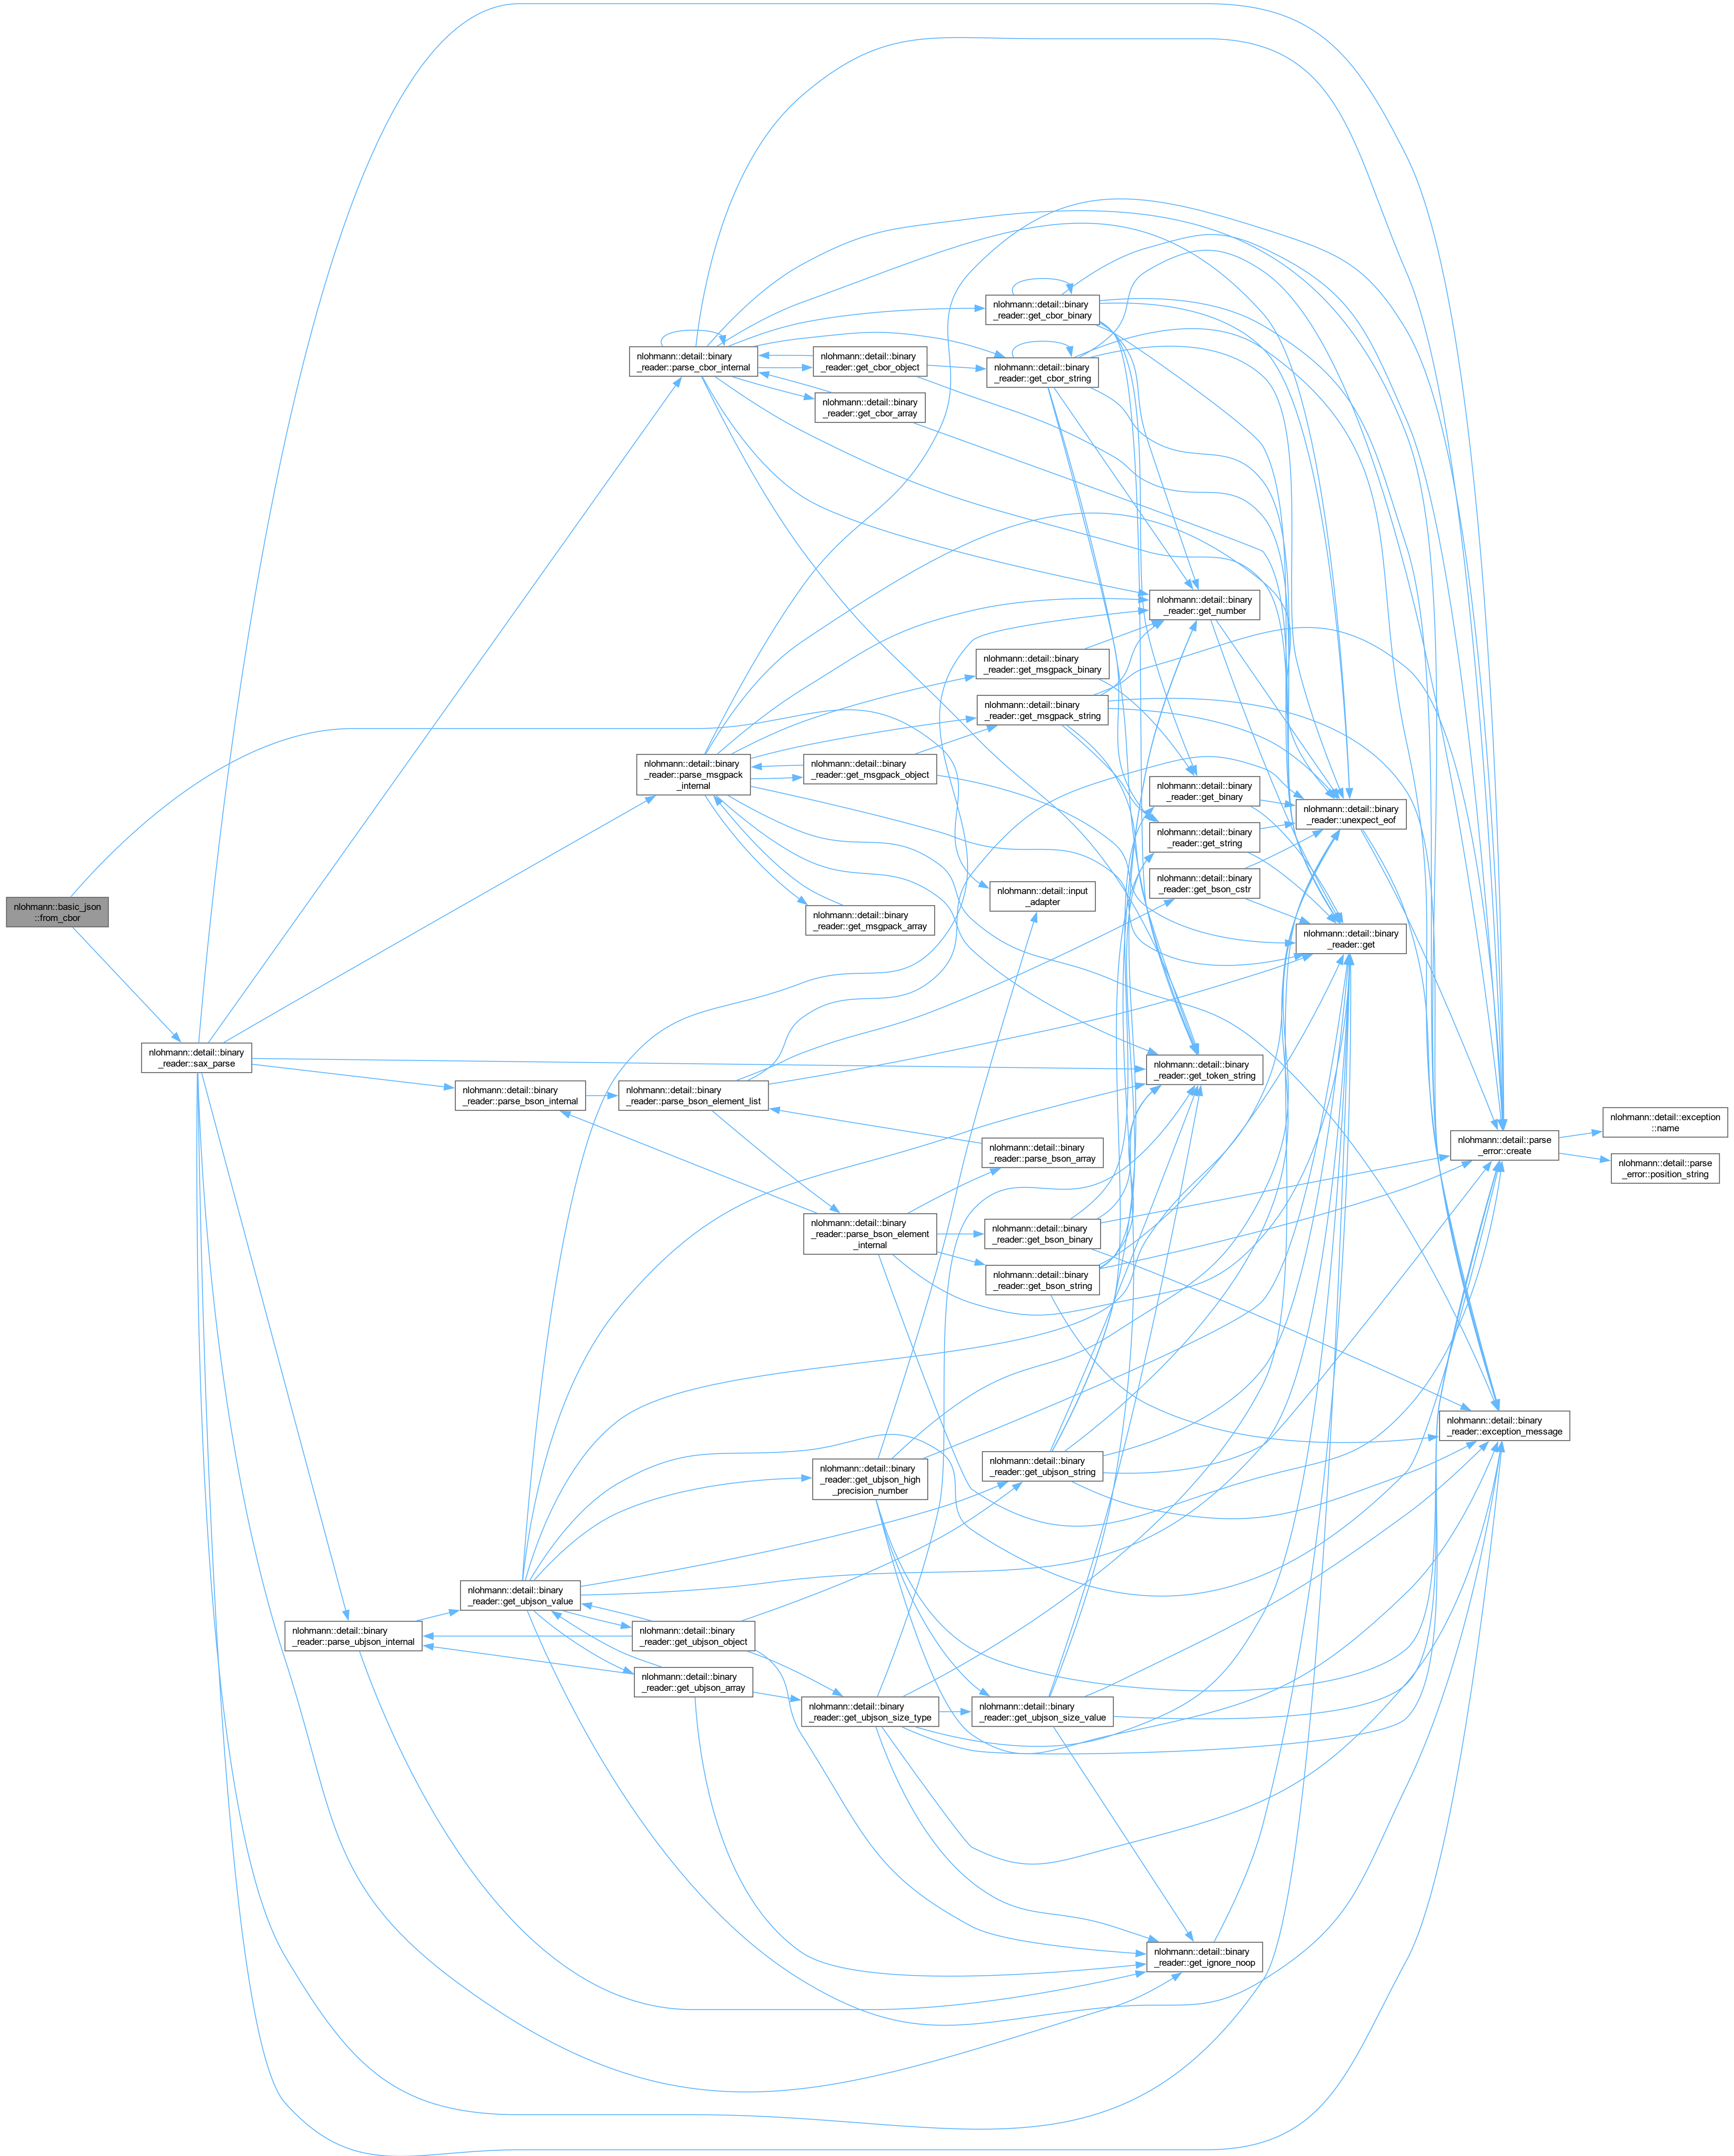 nlohmann::basic_json
::from_cbor
nlohmann::detail::binary
_reader::sax_parse
nlohmann::detail::binary
_reader::parse_cbor_internal
nlohmann::detail::binary
_reader::get_cbor_object
nlohmann::detail::binary
_reader::get_cbor_array
nlohmann::detail::binary
_reader::get_cbor_binary
nlohmann::detail::binary
_reader::get_cbor_string
nlohmann::detail::binary
_reader::get_number
nlohmann::detail::binary
_reader::get_msgpack_binary
nlohmann::detail::binary
_reader::get_msgpack_string
nlohmann::detail::binary
_reader::parse_msgpack
_internal
nlohmann::detail::binary
_reader::get_msgpack_object
nlohmann::detail::binary
_reader::get_msgpack_array
nlohmann::detail::binary
_reader::get_binary
nlohmann::detail::binary
_reader::get_string
nlohmann::detail::binary
_reader::get_bson_cstr
nlohmann::detail::binary
_reader::unexpect_eof
nlohmann::detail::input
_adapter
nlohmann::detail::binary
_reader::get
nlohmann::detail::binary
_reader::get_token_string
nlohmann::detail::binary
_reader::parse_bson_internal
nlohmann::detail::binary
_reader::parse_bson_element_list
nlohmann::detail::binary
_reader::parse_bson_array
nlohmann::detail::parse
_error::create
nlohmann::detail::exception
::name
nlohmann::detail::parse
_error::position_string
nlohmann::detail::binary
_reader::parse_bson_element
_internal
nlohmann::detail::binary
_reader::get_bson_binary
nlohmann::detail::binary
_reader::get_bson_string
nlohmann::detail::binary
_reader::exception_message
nlohmann::detail::binary
_reader::get_ubjson_high
_precision_number
nlohmann::detail::binary
_reader::get_ubjson_string
nlohmann::detail::binary
_reader::get_ubjson_value
nlohmann::detail::binary
_reader::parse_ubjson_internal
nlohmann::detail::binary
_reader::get_ubjson_object
nlohmann::detail::binary
_reader::get_ubjson_array
nlohmann::detail::binary
_reader::get_ubjson_size_type
nlohmann::detail::binary
_reader::get_ubjson_size_value
nlohmann::detail::binary
_reader::get_ignore_noop